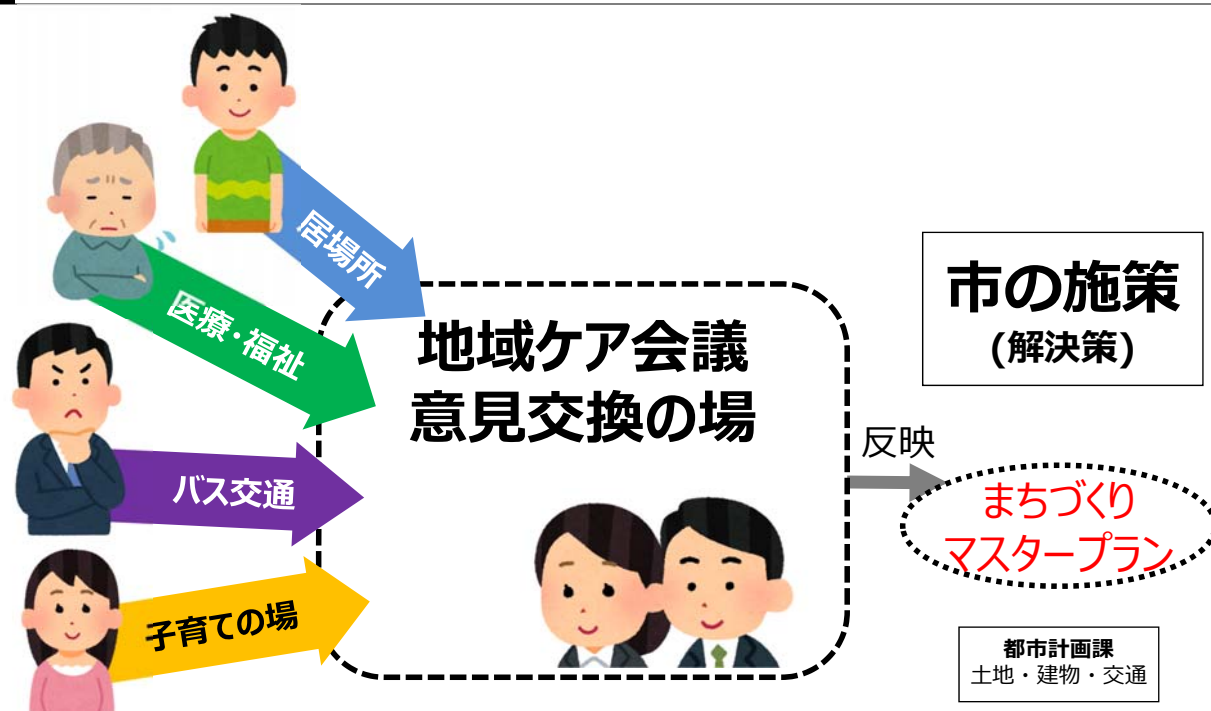 居場所
医療・福祉
バス交通
子育ての場
地域ケア会議
意見交換の場
反映
市の施策
(解決策)
まちづくり
マスタープラン
都市計画課
土地・建物・交通